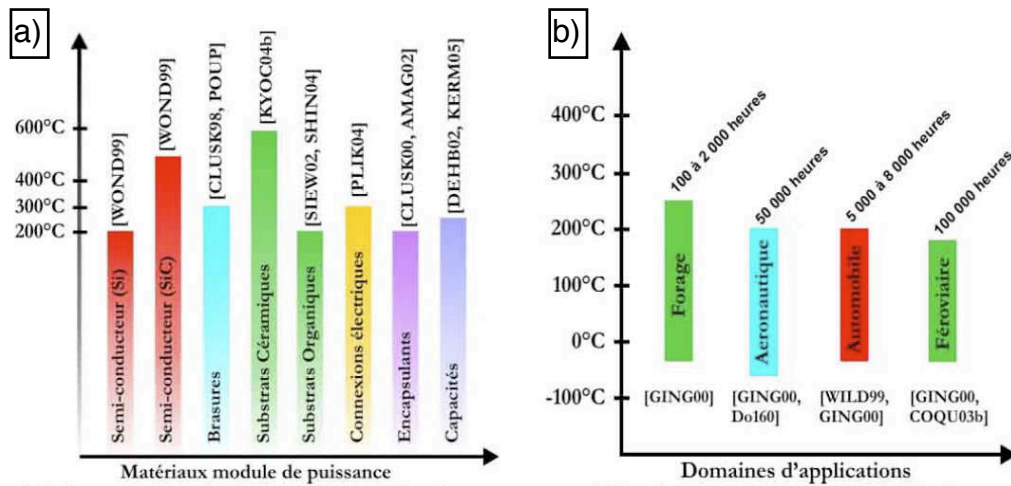 a)
600°C
400°C
300°C
200°C
[WOND99]
[WOND99]
[CLUSK98, POUP]
[KYOC04b]
[SIEW02, SHIN04]
[PLIK04]
[CLUSK00, AMAG02]
[DEHB02, KERM05]
Semi-conducteur (Si)
Semi-conducteur (SiC)
Brasures
Substrats Céramiques
Substrats Organiques
Connexions électriques
Encapsulants
Capacités
Matériaux module de puissance
b)
400°C
300°C
200°C
100°C
0°C
-100°C
100 à 2 000 heures
50 000 heures
5 000 à 8 000 heures
100 000 heures
Forage
Aeronautique
Automobile
Féroviaire
[GING00]
[GING00,
Do160]
[WILD99,
GING00]
[GING00,
COQU03b]
Domaines d'applications